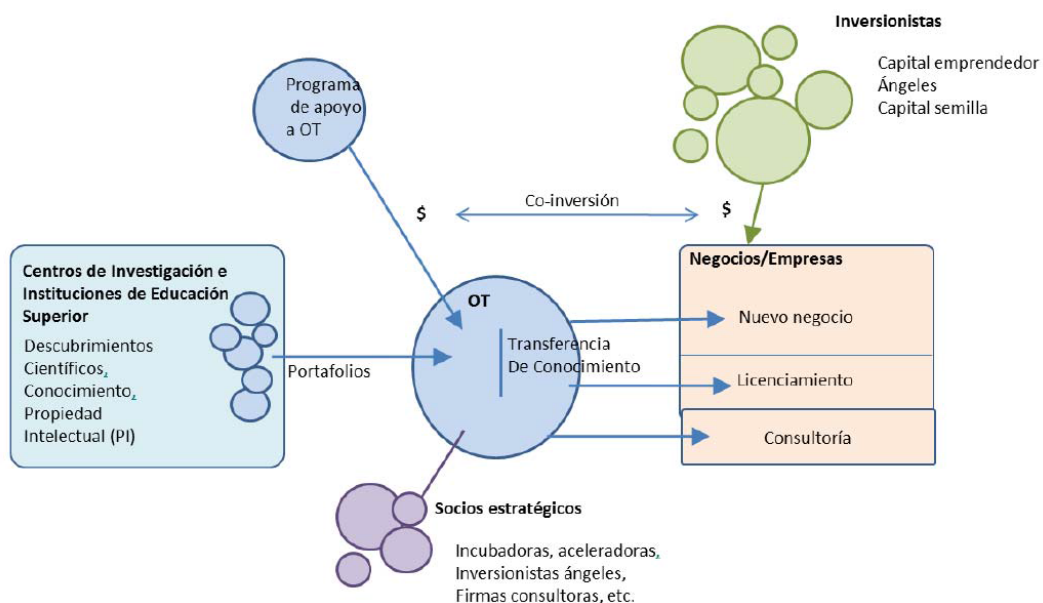 Inversionistas
Capital emprendedor
Ángeles
Capital semilla
Programa
de apoyo
a OT
$
Co-inversión
$
Centros de Investigación e
Instituciones de Educación
Superior
Descubrimientos
Científicos,
Conocimiento,
Propiedad
Intelectual (PI)
Portafolios
OT
Transferencia
De Conocimiento
Negocios/Empresas
Nuevo negocio
Licenciamiento
Consultoría
Socios estratégicos
Incubadoras, aceleradoras,
Inversionistas ángeles,
Firmas consultoras, etc.